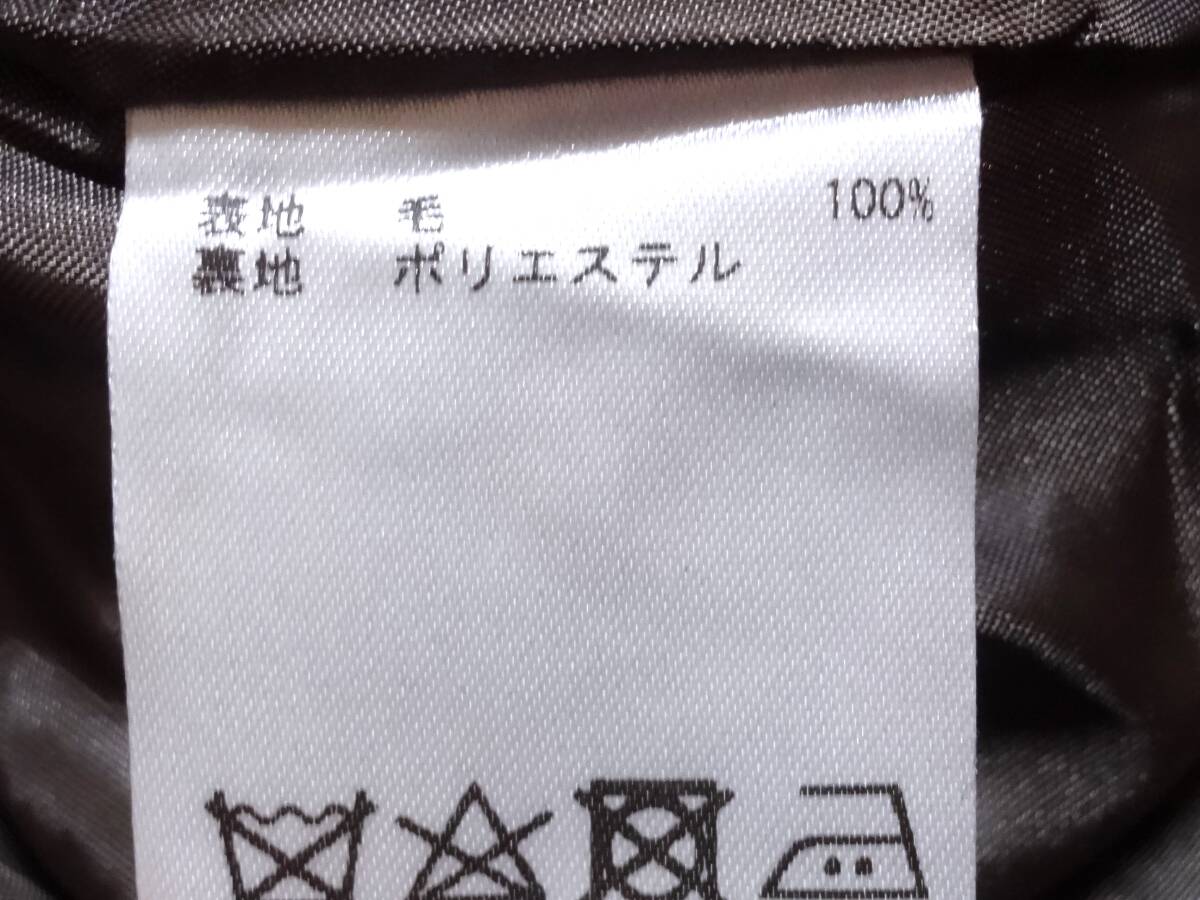 表地 毛 100%
裏地 ポリエステル